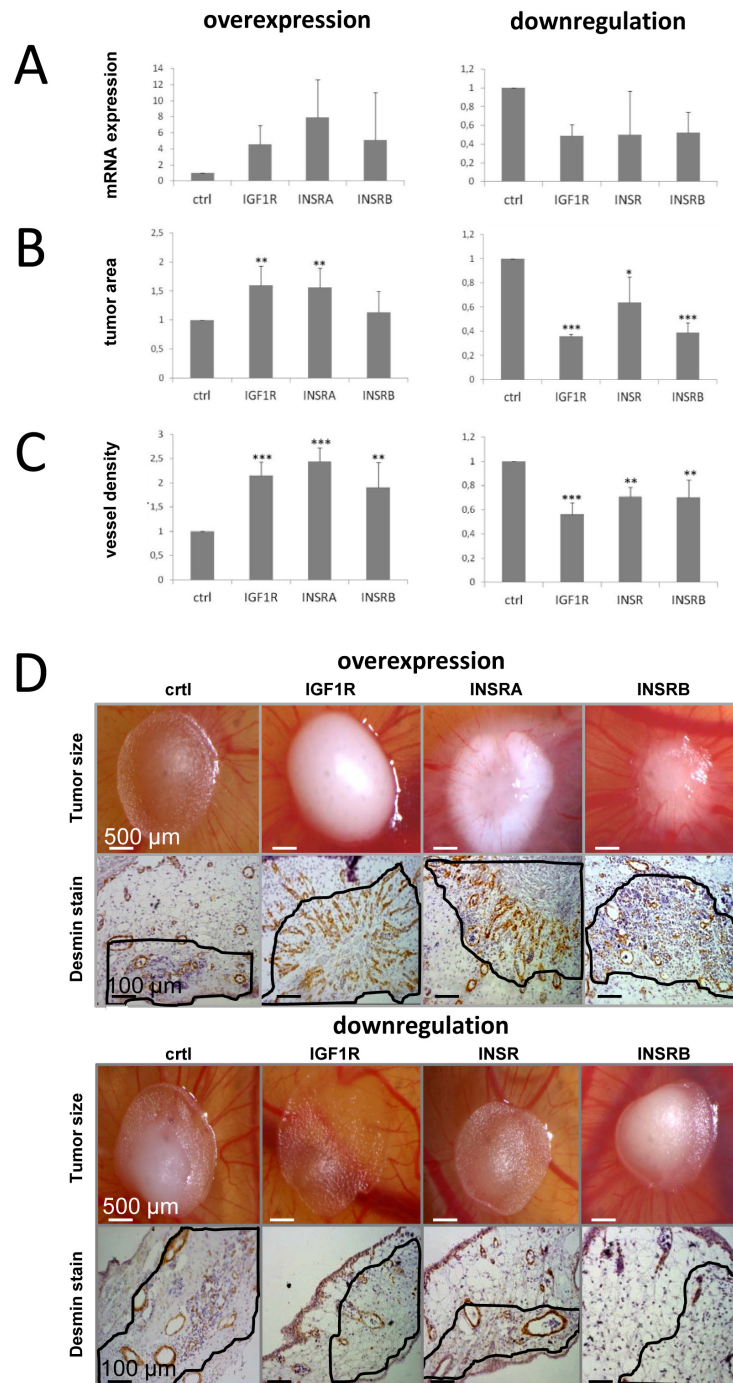 overexpression downregulation
A
mRNA expression
14
12
10
8
6
4
2
0
ctrl IGF1R INSRA INSRB
1,2
1
0,8
0,6
0,4
0,2
0
ctrl IGF1R INSR INSRB
B
tumor area
2,5
2
1,5
1
0,5
0
** **
ctrl IGF1R INSRA INSRB
1,2
1
0,8
0,6
0,4
0,2
0
*** * ***
ctrl IGF1R INSR INSRB
C
vessel density
3
2,5
2
1,5
1
0,5
0
*** *** **
ctrl IGF1R INSRA INSRB
1,2
1
0,8
0,6
0,4
0,2
0
*** ** **
ctrl IGF1R INSR INSRB
D
overexpression
crtl IGF1R INSRA INSRB
Tumor size
500 µm
Desmin stain
100 µm
downregulation
crtl IGF1R INSR INSRB
Tumor size
500 µm
Desmin stain
100 µm